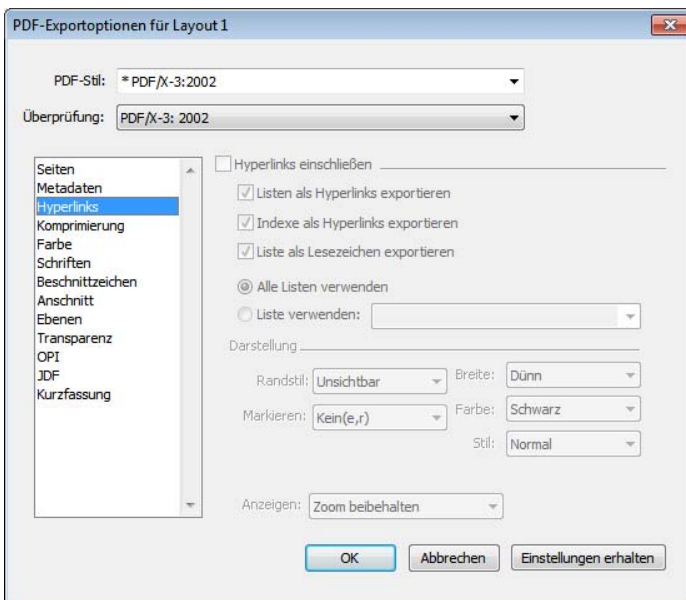 PDF-Exportoptionen für Layout 1
PDF-Stil: * PDF/X-3:2002
Überprüfung: PDF/X-3: 2002
Seiten
Metadaten
Hyperlinks
Komprimierung
Farbe
Schriften
Beschnittzeichen
Anschnitt
Ebenen
Transparenz
OPI
JDF
Kurzfassung
Hyperlinks einschließen
Listen als Hyperlinks exportieren
Indexe als Hyperlinks exportieren
Liste als Lesezeichen exportieren
Alle Listen verwenden
Liste verwenden:
Darstellung
Randstil: Unsichtbar Breite: Dünn
Markieren: Kein(e,r) Farbe: Schwarz
Stil: Normal
Anzeigen: Zoom beibehalten
OK Abbrechen Einstellungen erhalten